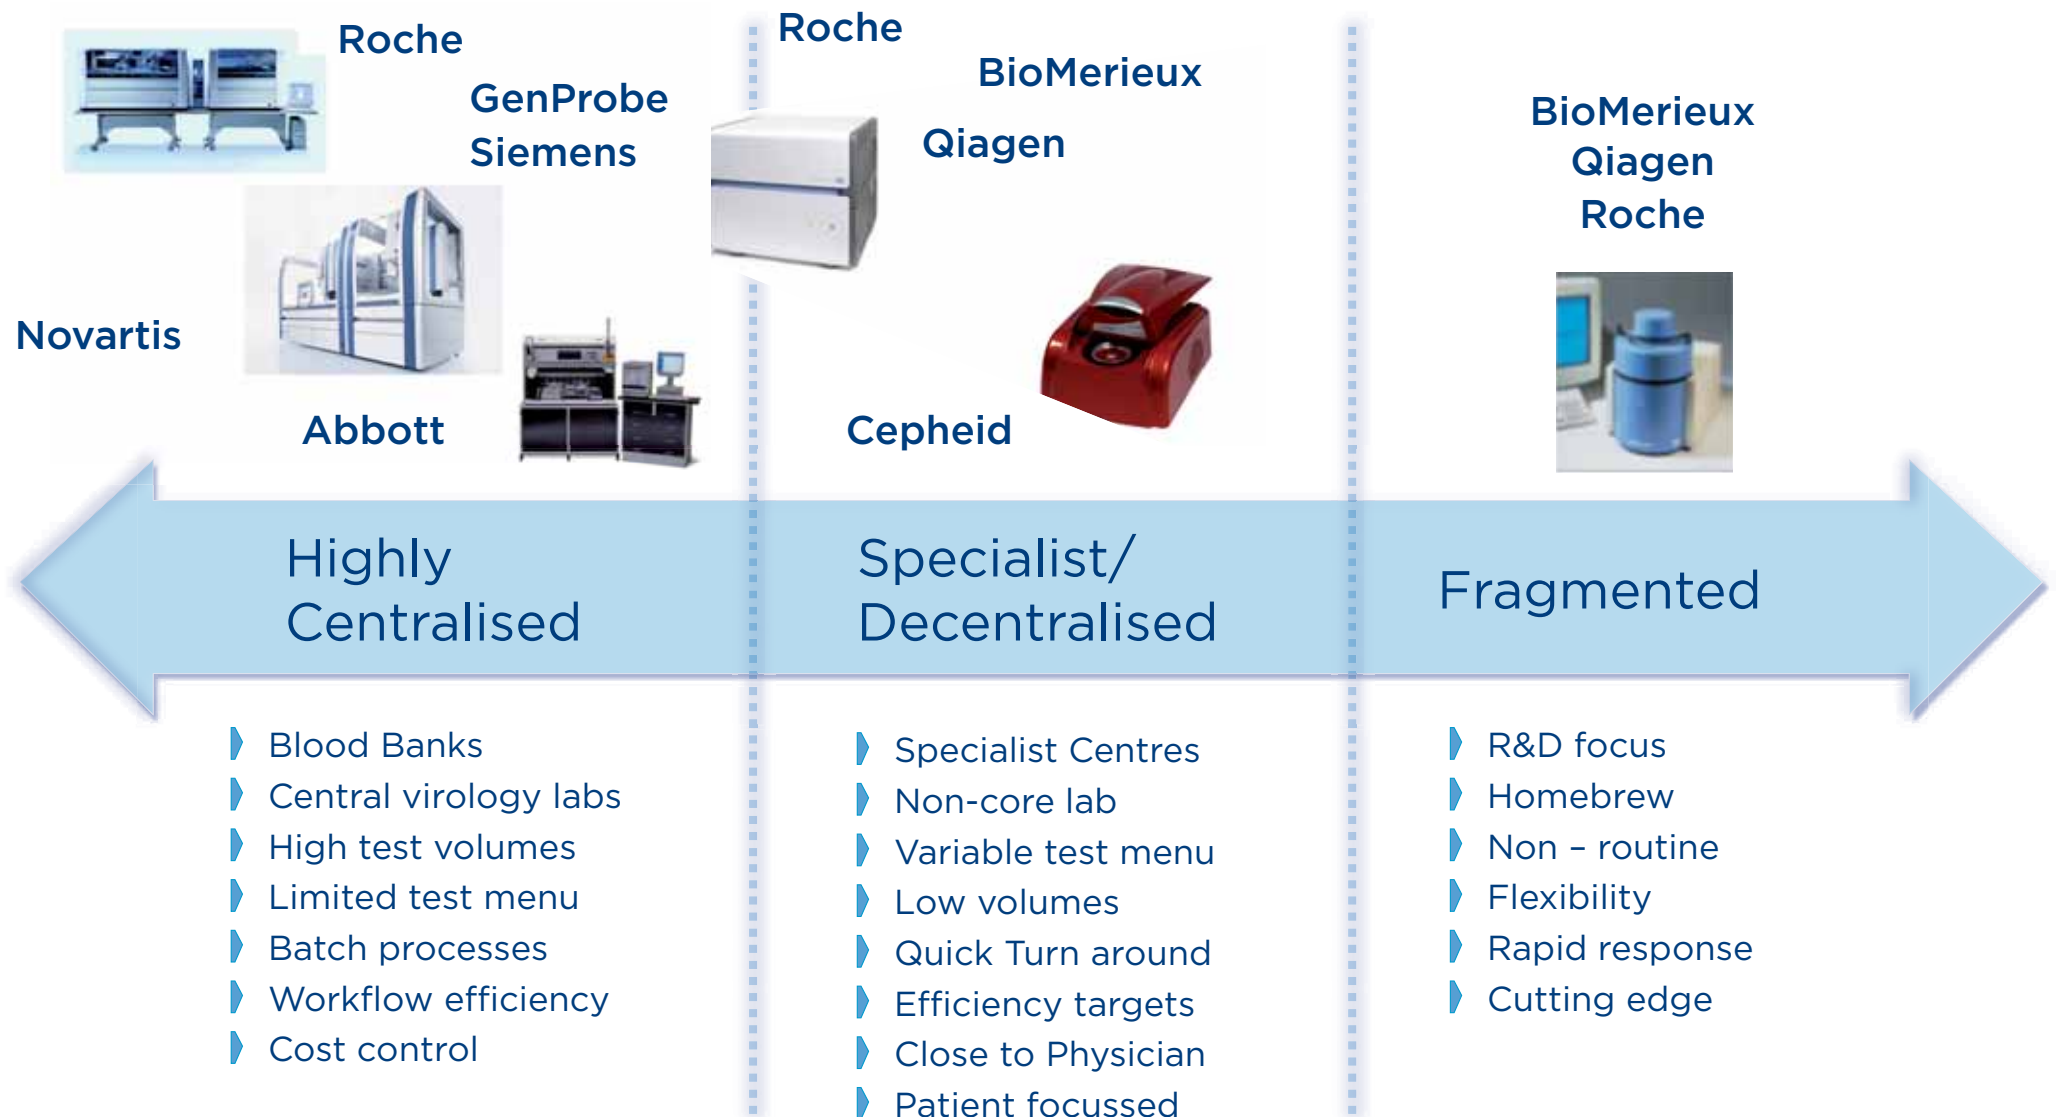 Roche
GenProbe
Siemens
Novartis
Abbott
Roche
BioMerieux
Qiagen
Cepheid
BioMerieux
Qiagen
Roche
Highly
Centralised
Specialist/
Decentralised
Fragmented
Blood Banks
Central virology labs
High test volumes
Limited test menu
Batch processes
Workflow efficiency
Cost control
Specialist Centres
Non-core lab
Variable test menu
Low volumes
Quick Turn around
Efficiency targets
Close to Physician
Patient focussed
R&D focus
Homebrew
Non – routine
Flexibility
Rapid response
Cutting edge